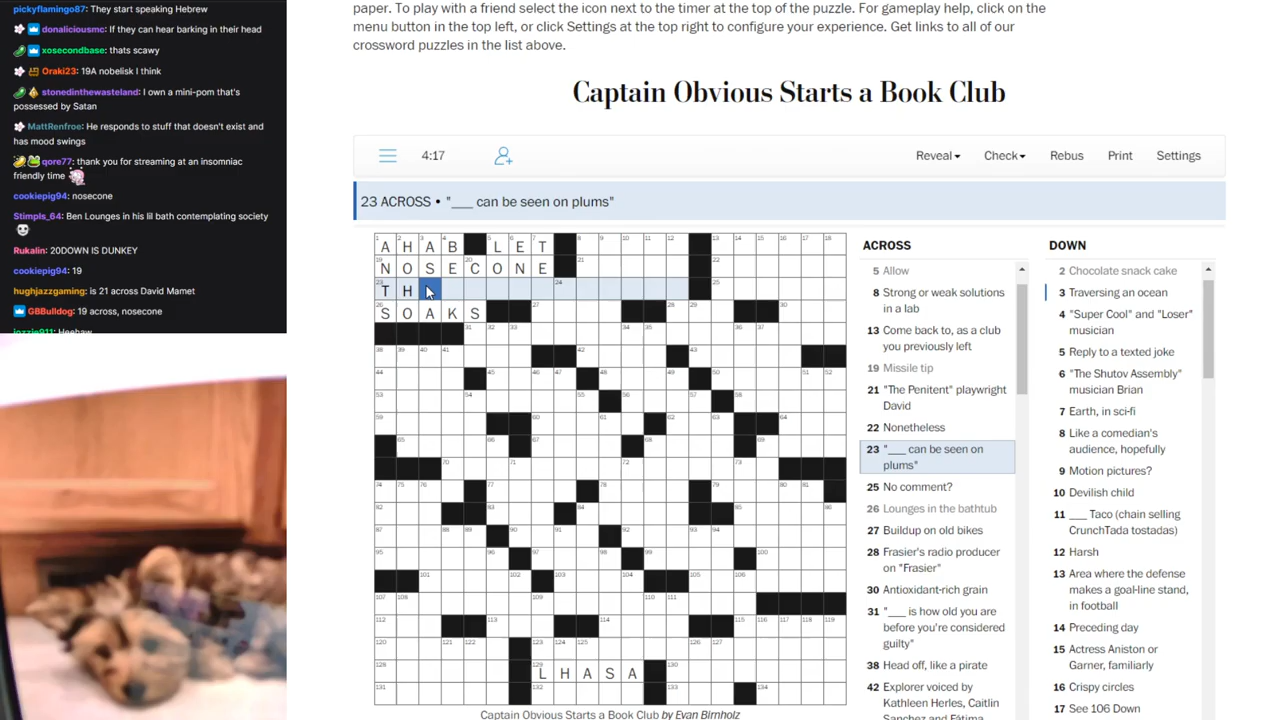 pickyflamingo87: They start speaking Hebrew
donaliciousmc: If they can hear barking in their head
xosecondbase: thats scawy
Oraki23: 19A nobelisk I think
stonedinthewasteland: I own a mini-pom that's
possessed by Satan
MattRenfroe: He responds to stuff that doesn't exist and
has mood swings
qore77: thank you for streaming at an insomniac
friendly time
cookiepig94: nosecone
Stimpls_64: Ben Lounges in his lil bath contemplating society
Rukalin: 20DOWN IS DUNKEY
cookiepig94: 19
hughjazzgaming: is 21 across David Mamet
GBBulldog: 19 across, nosecone
jozzie911: Heehaw
paper. To play with a friend select the icon next to the timer at the top of the puzzle. For gameplay help, click on the
menu button in the top left, or click Settings at the top right to configure your experience. Get links to all of our
crossword puzzles in the list above.
Captain Obvious Starts a Book Club
4:17
Reveal Check Rebus Print Settings
23 ACROSS • "___ can be seen on plums"
A H A B L E T
N O S E C O N E
T H
S O A K S
L H A S A
Captain Obvious Starts a Book Club by Evan Birnholz
ACROSS
5 Allow
8 Strong or weak solutions
in a lab
13 Come back to, as a club
you previously left
19 Missile tip
21 "The Penitent" playwright
David
22 Nonetheless
23 "___ can be seen on
plums"
25 No comment?
26 Lounges in the bathtub
27 Buildup on old bikes
28 Frasier's radio producer
on "Frasier"
30 Antioxidant-rich grain
31 "___ is how old you are
before you're considered
guilty"
38 Head off, like a pirate
42 Explorer voiced by
Kathleen Herles, Caitlin
Sanchez and Fátima
DOWN
2 Chocolate snack cake
3 Traversing an ocean
4 "Super Cool" and "Loser"
musician
5 Reply to a texted joke
6 "The Shutov Assembly"
musician Brian
7 Earth, in sci-fi
8 Like a comedian's
audience, hopefully
9 Motion pictures?
10 Devilish child
11 ___ Taco (chain selling
CrunchTada tostadas)
12 Harsh
13 Area where the defense
makes a goal-line stand,
in football
14 Preceding day
15 Actress Aniston or
Garner, familiarly
16 Crispy circles
17 See 106 Down